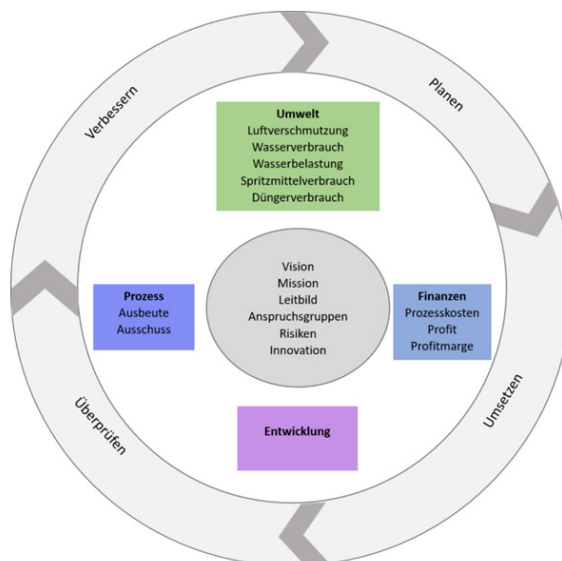 Verbessern
Planen
Umwelt
Luftverschmutzung
Wasserverbrauch
Wasserbelastung
Spritzmittelverbrauch
Düngerverbrauch
Prozess
Ausbeute
Ausschuss
Vision
Mission
Leitbild
Anspruchsgruppen
Risiken
Innovation
Finanzen
Prozesskosten
Profit
Profitmarge
Entwicklung
Überprüfen
Umsetzen